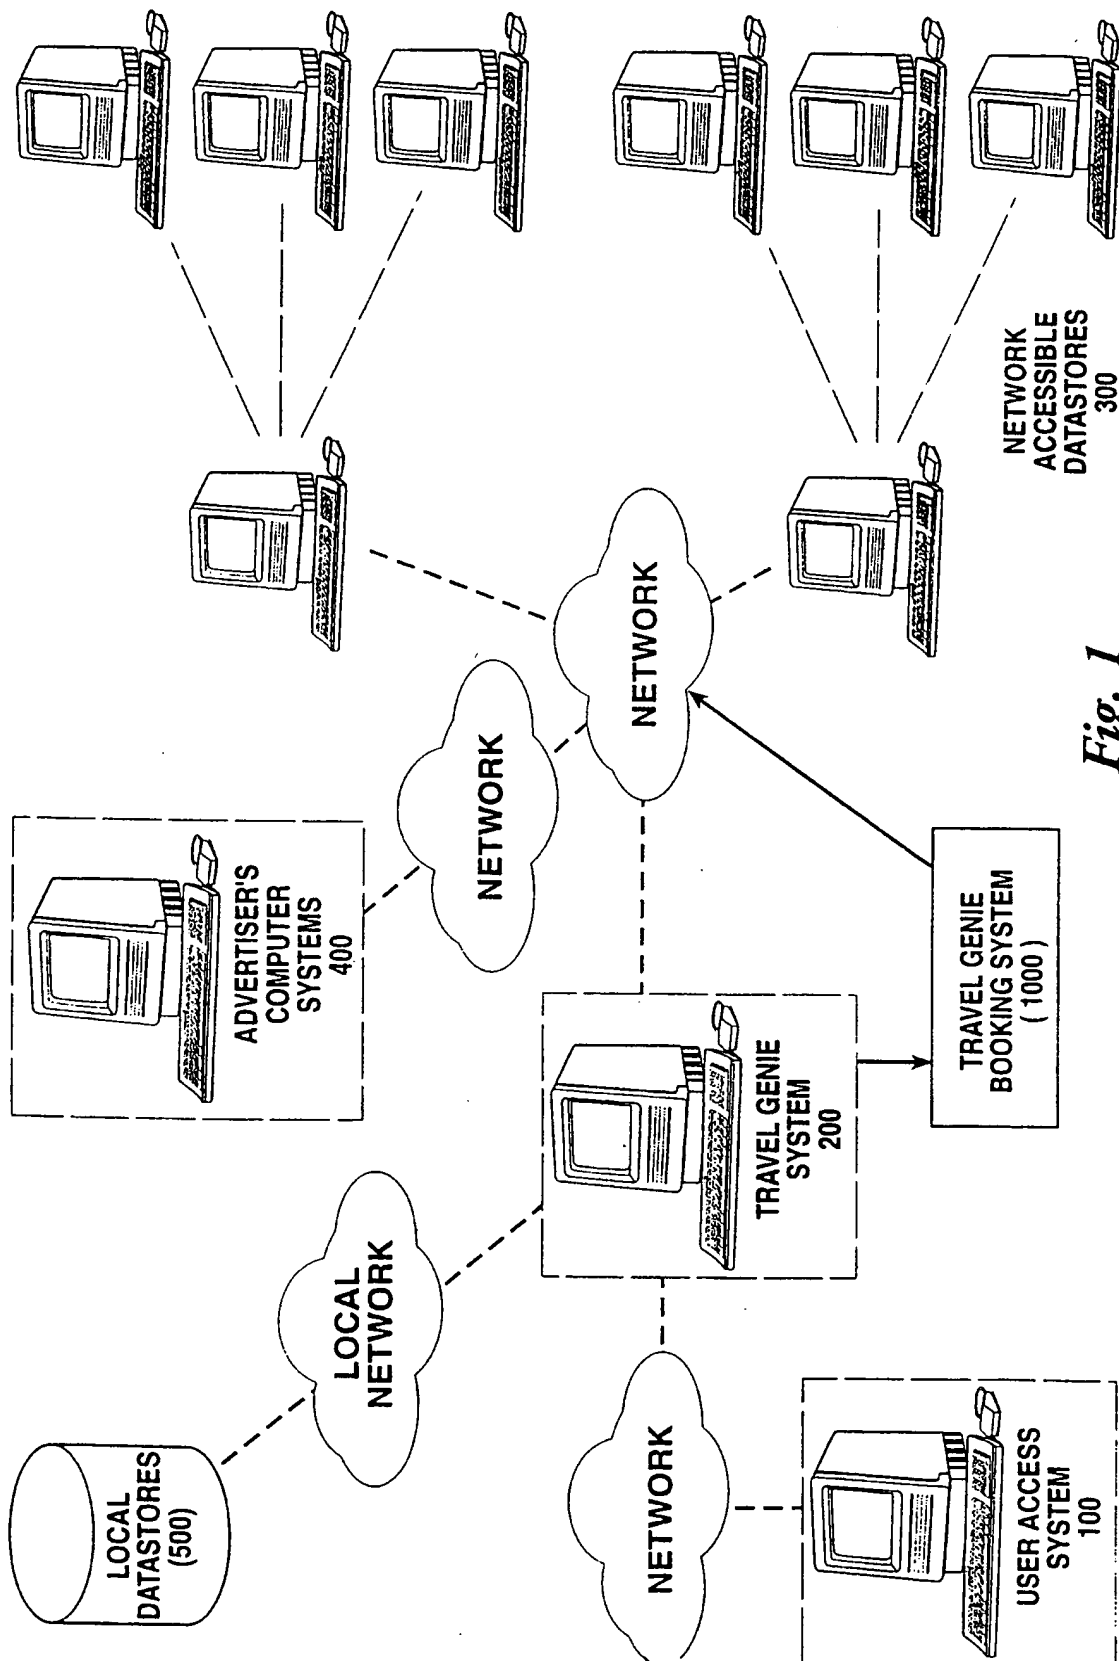 LOCAL
DATASTORES
(500)
LOCAL
NETWORK
ADVERTISER'S
COMPUTER
SYSTEMS
400
NETWORK
NETWORK
NETWORK
USER ACCESS
SYSTEM
100
TRAVEL GENIE
SYSTEM
200
TRAVEL GENIE
BOOKING SYSTEM
( 1000 )
NETWORK
ACCESSIBLE
DATASTORES
300
Fig. 1